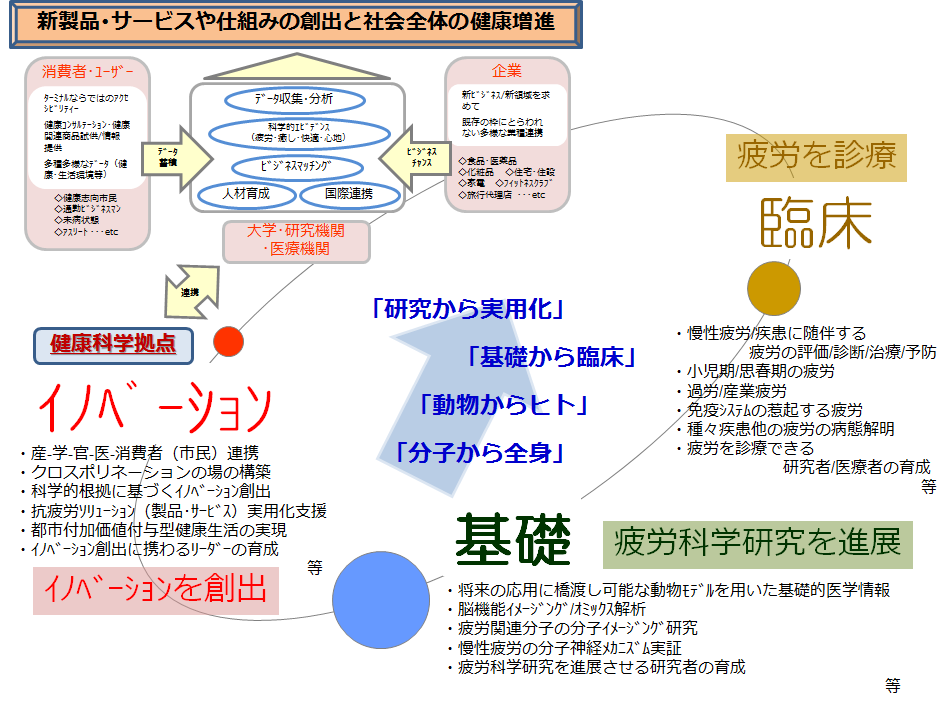 新製品･サービスや仕組みの創出と社会全体の健康増進
消費者･ﾕｰｻﾞｰ
ﾀｰﾐﾅﾙならではのｱｸｾ
ｼﾋﾞﾘﾃｨｰ
健康ｺﾝｻﾙﾃｰｼｮﾝ･健康
関連商品試供/情報
提供
多種多様なﾃﾞｰﾀ（健
康･生活環境等）
◇健康志向市民
◇通勤ﾋﾞｼﾞﾈｽﾏﾝ
◇未病状態
◇ｱｽﾘｰﾄ･･･etc
ﾃﾞｰﾀ
蓄積
ﾃﾞｰﾀ収集･分析
科学的ｴﾋﾞﾃﾞﾝｽ
（疲労･癒し･快適･心地）
ﾋﾞｼﾞﾈｽﾏｯﾁﾝｸﾞ
人材育成
国際連携
ﾋﾞｼﾞﾈｽ
ﾁｬﾝｽ
企業
新ﾋﾞｼﾞﾈｽ/新領域を求
めて
既存の枠にとらわれ
ない多様な業種連携
◇食品･医薬品
◇化粧品　◇住宅･住設
◇家電　◇ﾌｨｯﾄﾈｽｸﾗﾌﾞ
◇旅行代理店 ･･･etc
大学･研究機関
･医療機関
連携
健康科学拠点
ｲﾉﾍﾞｰｼｮﾝ
・産-学-官-医-消費者（市民）連携
・クロスポリネーションの場の構築
・科学的根拠に基づくｲﾉﾍﾞｰｼｮﾝ創出
・抗疲労ｿﾘｭｰｼｮﾝ（製品･ｻｰﾋﾞｽ）実用化支援
・都市付加価値付与型健康生活の実現
・ｲﾉﾍﾞｰｼｮﾝ創出に携わるﾘｰﾀﾞｰの育成
等
ｲﾉﾍﾞｰｼｮﾝを創出
「研究から実用化」
「基礎から臨床」
「動物からヒト」
「分子から全身」
疲労を診療
臨床
・慢性疲労/疾患に随伴する
疲労の評価/診断/治療/予防
・小児期/思春期の疲労
・過労/産業疲労
・免疫ｼｽﾃﾑの惹起する疲労
・種々疾患他の疲労の病態解明
・疲労を診療できる
研究者/医療者の育成
等
基礎
疲労科学研究を進展
・将来の応用に橋渡し可能な動物ﾓﾃﾞﾙを用いた基礎的医学情報
・脳機能ｲﾒｰｼﾞﾝｸﾞ/ｵﾐｯｸｽ解析
・疲労関連分子の分子ｲﾒｰｼﾞﾝｸﾞ研究
・慢性疲労の分子神経ﾒｶﾆｽﾞﾑ実証
・疲労科学研究を進展させる研究者の育成
等